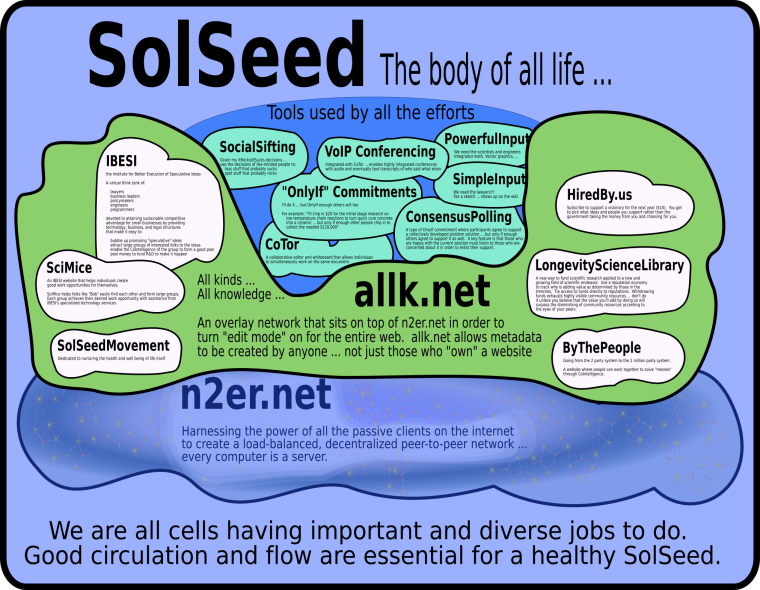 SolSeed The body of all life ...
Tools used by all the efforts
SocialSifting
Given my effocks/ifSucks decisions ...
use the decisions of like-minded people to
less stuff that probably sucks
spot stuff that probably rocks
VoIP Conferencing
Integrated with CoTor ... enables highly integrated conferences
with audio and eventually text transcripts of who said what when
PowerfulInput
We need the scientists and engineers
integrated math, Vector graphics, ...
SimpleInput
We need the lawyers!!!
Fax a sketch ... shows up on the wiki
"OnlyIf" Commitments
I'll do X ... but OnlyIf enough others will too
For example: "I'll chip in $20 for the initial stage research on
low temperature chain reactions to turn quick cure concrete
into a ceramic ... but only if enough other people chip in to
collect the needed $120,000"
ConsensusPolling
A type of OnlyIf commitment where participants agree to support
a collectively developed problem solution ... but only if enough
others agree to support it as well. A key feature is that those who
are happy with the current solution must listen to those who are
concerned about it in order to enlist their support.
CoTor
A collaborative editor and whiteboard that allows individuals
to simultaneously work on the same document
IBESI
the Institute for Better Execution of Speculative Ideas
A virtual think tank of:
lawyers
business leaders
policymakers
engineers
programmers
devoted to attaining sustainable competitive
advantage for small businesses by providing
technology, business, and legal structures
that make it easy to:
bubble up promising "speculative" ideas
attract large groups of interested folks to the ideas
enable the CoIntelligence of the group to form a good plan
pool money to fund R&D to make it happen
SciMice
An IBESI website that helps individuals create
good work opportunities for themselves
SciMice helps folks like "Bob" easily find each other and form large groups.
Each group achieves their desired work opportunity with assistance from
IBESI's specialized technology services.
SolSeedMovement
Dedicated to nurturing the health and well being of life itself.
HiredBy.us
Subscribe to support a visionary for the next year ($10). You get
to pick what ideas and people you support rather than the
government taking the money from you and choosing for you.
LongevityScienceLibrary
A new way to fund scientific research applied to a new and
growing field of scientific endeavor. Use a reputation economy
to track who is adding value as determined by those in the
trenches. Tie access to funds directly to reputations. Withdrawing
funds exhausts highly visible community resources ... don't do
it unless you believe that the value you'll add by doing so will
surpass the diminishing of community resources according to
the eyes of your peers.
ByThePeople
Going from the 2 party system to the 2 million party system.
A website where people can work together to solve "messes"
through CoIntelligence.
All kinds ...
All knowledge ...
allk.net
An overlay network that sits on top of n2er.net in order to
turn "edit mode" on for the entire web. allk.net allows metadata
to be created by anyone ... not just those who "own" a website
n2er.net
Harnessing the power of all the passive clients on the internet
to create a load-balanced, decentralized peer-to-peer network ...
every computer is a server.
We are all cells having important and diverse jobs to do.
Good circulation and flow are essential for a healthy SolSeed.